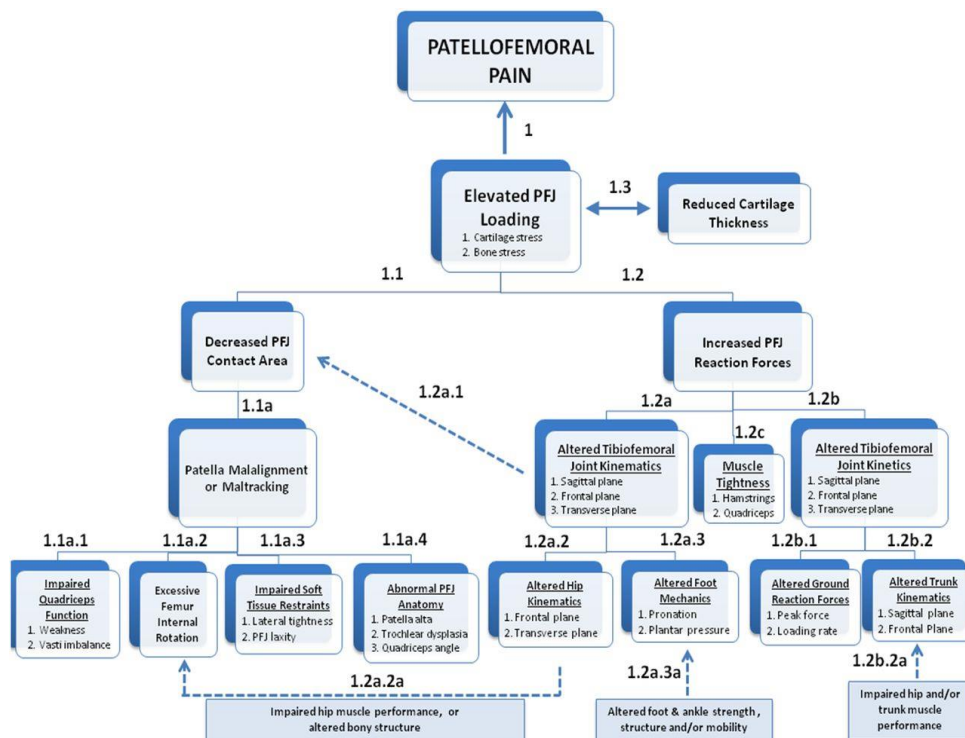 PATELLOFEMORAL
PAIN
1
Elevated PFJ
Loading
1. Cartilage stress
2. Bone stress
1.3
Reduced Cartilage
Thickness
1.1
1.2
Decreased PFJ
Contact Area
Increased PFJ
Reaction Forces
1.2a.1
1.1a
1.2a
1.2b
1.2c
Patella Malalignment
or Maltracking
Altered Tibiofemoral
Joint Kinematics
1. Sagittal plane
2. Frontal plane
3. Transverse plane
Muscle
Tightness
1. Hamstrings
2. Quadriceps
Altered Tibiofemoral
Joint Kinetics
1. Sagittal plane
2. Frontal plane
3. Transverse plane
1.1a.1
1.1a.2
1.1a.3
1.1a.4
1.2a.2
1.2a.3
1.2b.1
1.2b.2
Impaired
Quadriceps
Function
1. Weakness
2. Vasti imbalance
Excessive
Femur
Internal
Rotation
Impaired Soft
Tissue Restraints
1. Lateral tightness
2. PFJ laxity
Abnormal PFJ
Anatomy
1. Patella alta
2. Trochlear dysplasia
3. Quadriceps angle
Altered Hip
Kinematics
1. Frontal plane
2. Transverse plane
Altered Foot
Mechanics
1. Pronation
2. Plantar pressure
Altered Ground
Reaction Forces
1. Peak force
2. Loading rate
Altered Trunk
Kinematics
1. Sagittal plane
2. Frontal Plane
1.2a.2a
1.2a.3a
1.2b.2a
Impaired hip muscle performance, or
altered bony structure
Altered foot & ankle strength,
structure and/or mobility
Impaired hip and/or
trunk muscle
performance